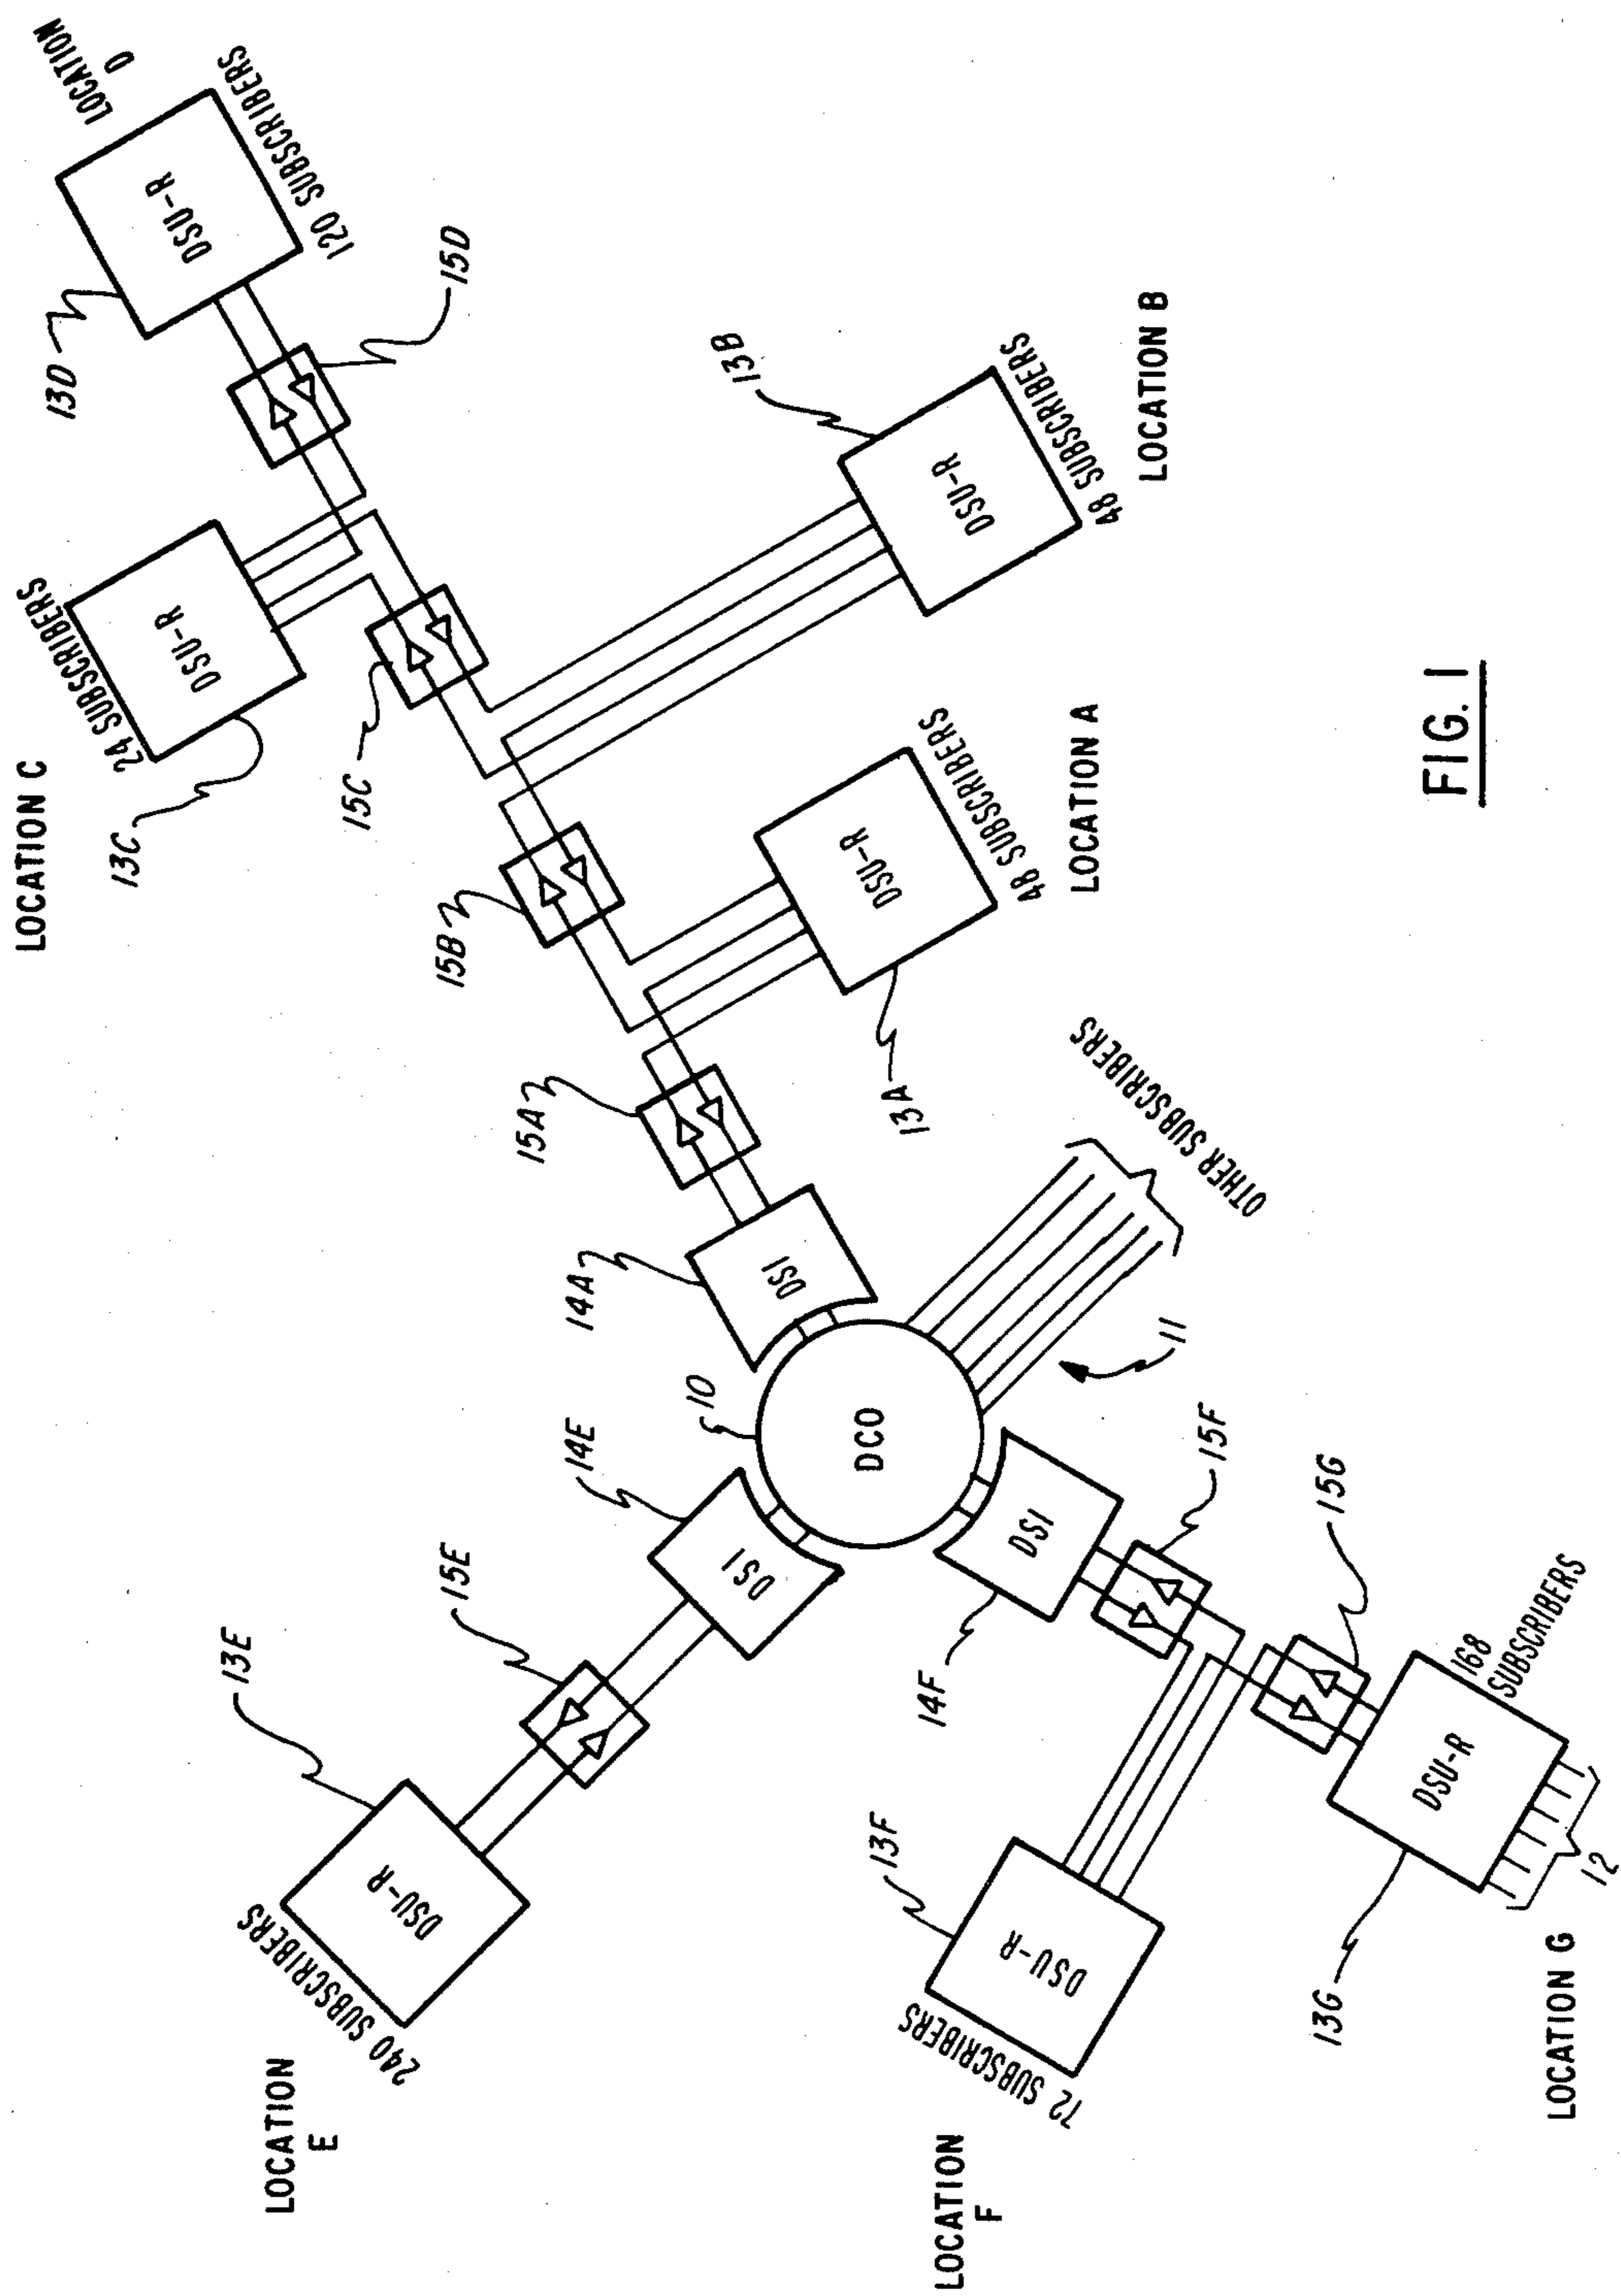 LOCATION
D
DSU-R
120 SUBSCRIBERS
13D
15D
LOCATION C
24 SUBSCRIBERS
DSU-R
13C
15C
13B
DSU-R
48 SUBSCRIBERS
LOCATION B
15B
DSU-R
48 SUBSCRIBERS
LOCATION A
13A
15A
14A
DSI
OTHER SUBSCRIBERS
11
10
DCO
14E
DSI
15E
13E
DSU-R
240 SUBSCRIBERS
LOCATION
E
DSI
14F
15F
15G
13F
DSU-R
72 SUBSCRIBERS
LOCATION
F
168
SUBSCRIBERS
DSU-R
13G
12
LOCATION G
FIG. 1